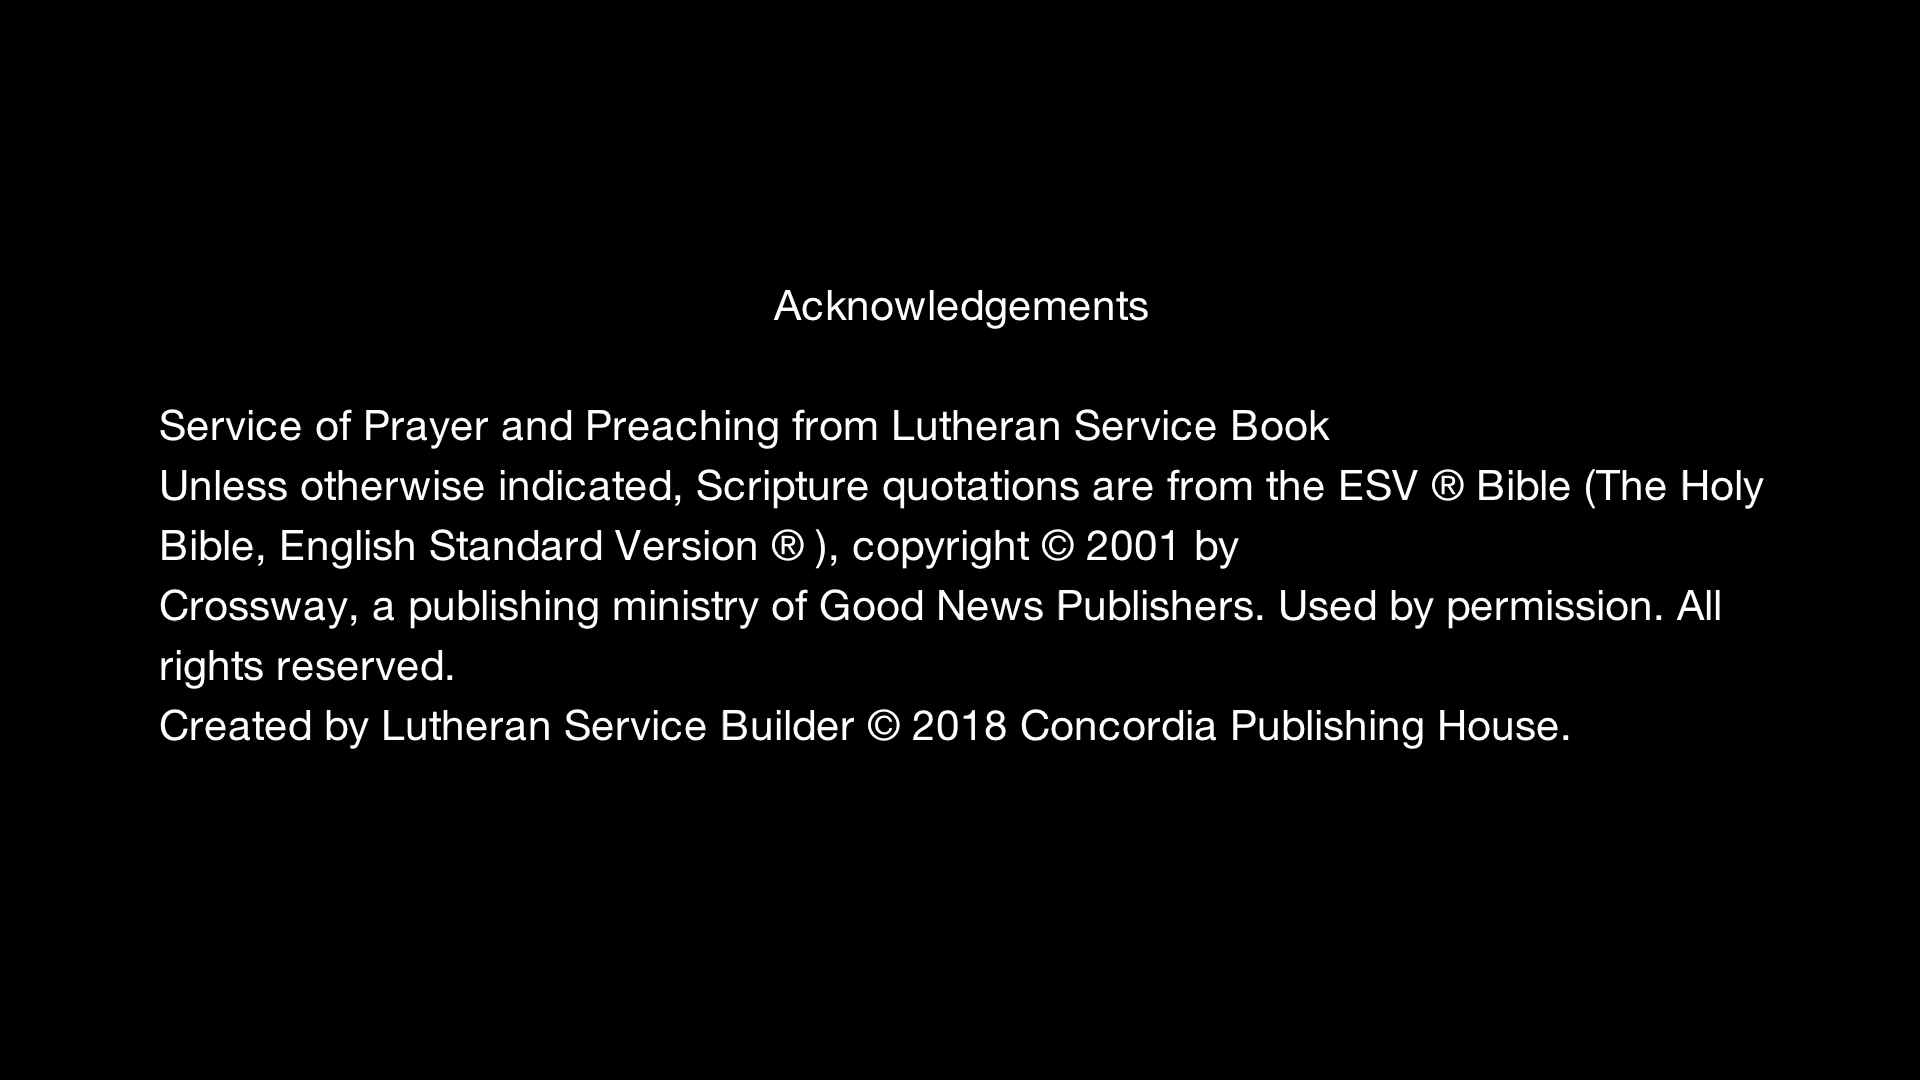 Acknowledgements
Service of Prayer and Preaching from Lutheran Service Book
Unless otherwise indicated, Scripture quotations are from the ESV ® Bible (The Holy
Bible, English Standard Version ® ), copyright © 2001 by
Crossway, a publishing ministry of Good News Publishers. Used by permission. All
rights reserved.
Created by Lutheran Service Builder © 2018 Concordia Publishing House.